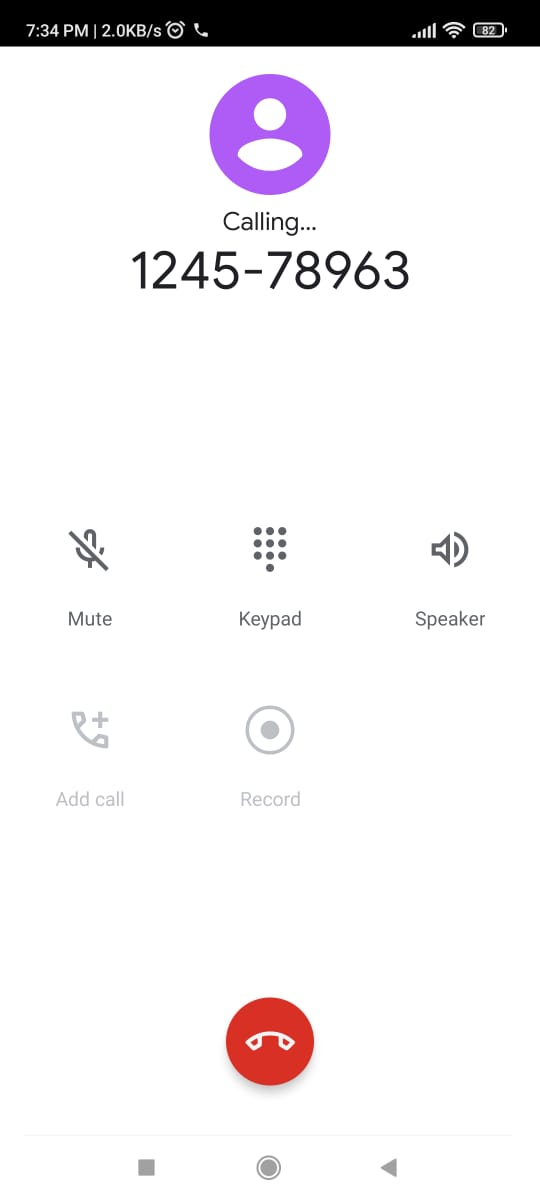 7:34 PM | 2.0KB/s
82
Calling...
1245-78963
Mute Keypad Speaker
Add call Record